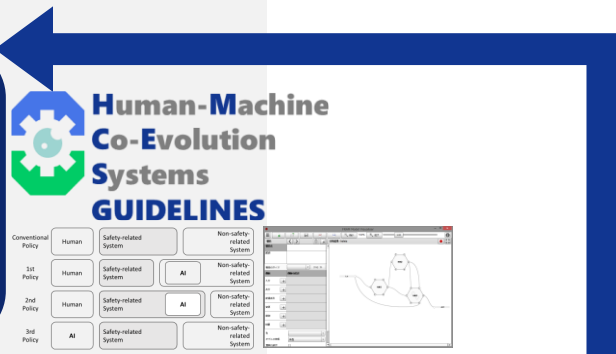 Human-Machine
Co-Evolution
Systems
GUIDELINES
Conventional Policy
Human
Safety-related System
Non-safety-related System
1st Policy
Human
Safety-related System
AI
Non-safety-related System
2nd Policy
Human
Safety-related System
AI
Non-safety-related System
3rd Policy
AI
Safety-related System
Non-safety-related System